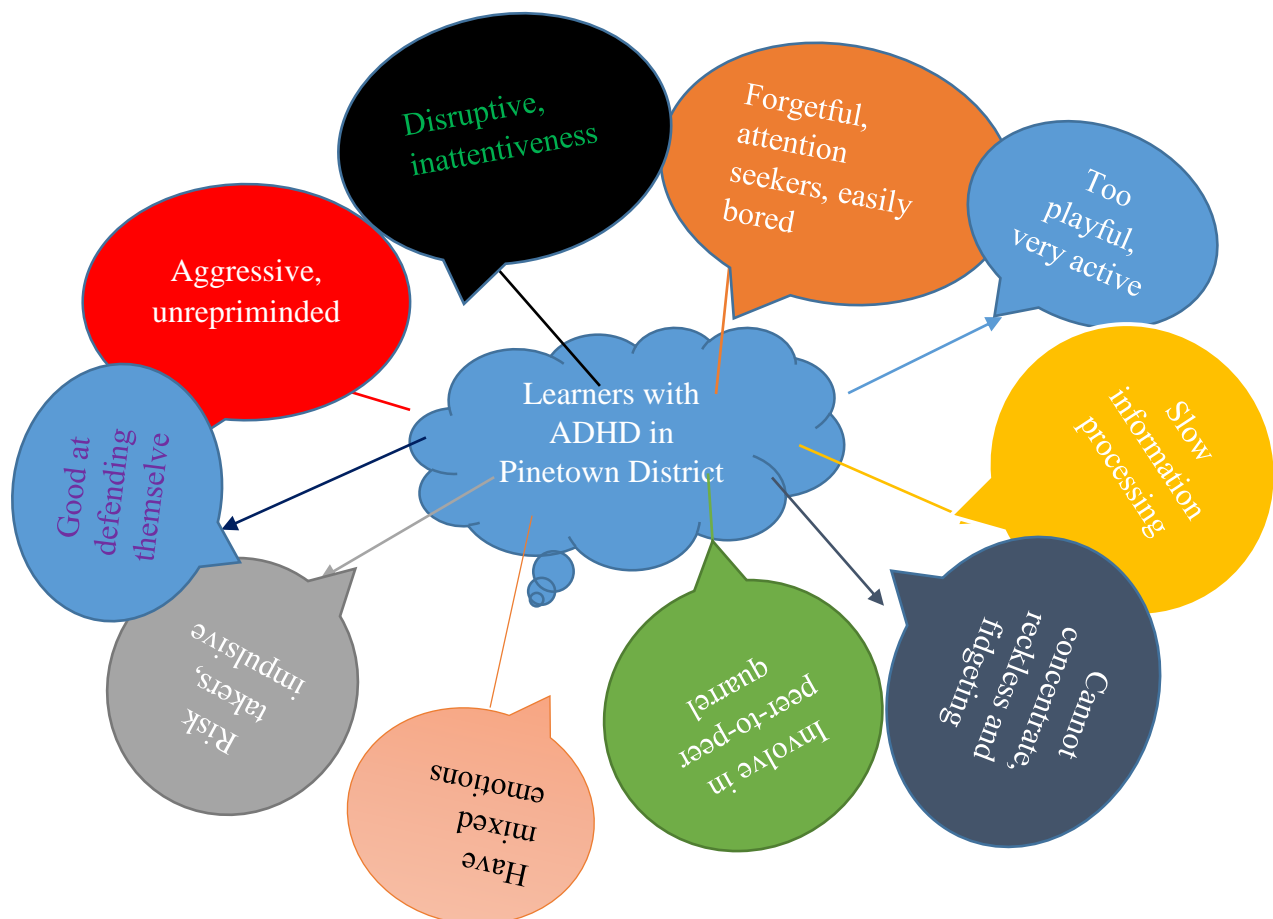 Disruptive,
inattentiveness
Forgetful,
attention
seekers, easily
bored
Too
playful,
very active
Aggressive,
unrepriminded
Learners with
ADHD in
Pinetown District
Slow
information
processing
Good at
defending
themselve
Risk
takers,
impulsive
Have
mixed
emotions
Involve in
peer-to-peer
quarrel
Cannot
concentrate,
reckless and
fidgeting